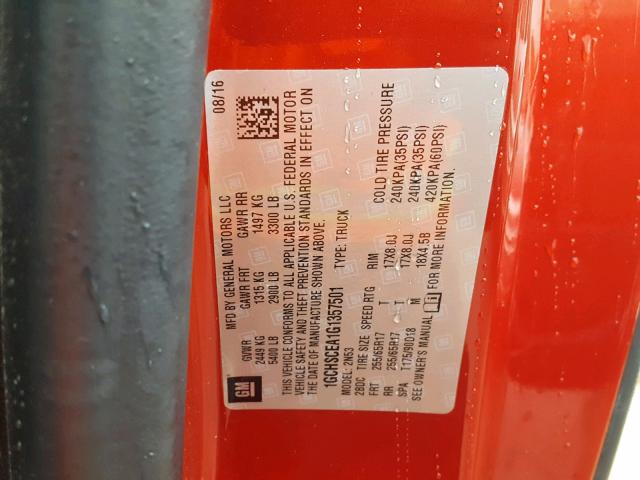 GM
MFD BY GENERAL MOTORS LLC
08/16
GVWR GAWR FRT GAWR RR
2449 KG 1315 KG 1497 KG
5400 LB 2900 LB 3300 LB
THIS VEHICLE CONFORMS TO ALL APPLICABLE U.S. FEDERAL MOTOR
VEHICLE SAFETY AND THEFT PREVENTION STANDARDS IN EFFECT ON
THE DATE OF MANUFACTURE SHOWN ABOVE.
1GCHSCEA1G1357501 TYPE: TRUCK
MODEL: 2N53
28DC TIRE SIZE SPEED RTG RIM COLD TIRE PRESSURE
FRT 255/65R17 T 17X8.0J 240KPA(35PSI)
RR 255/65R17 T 17X8.0J 240KPA(35PSI)
SPA T175/90D18 M 18X4.5B 420KPA(60PSI)
SEE OWNER'S MANUAL FOR MORE INFORMATION.